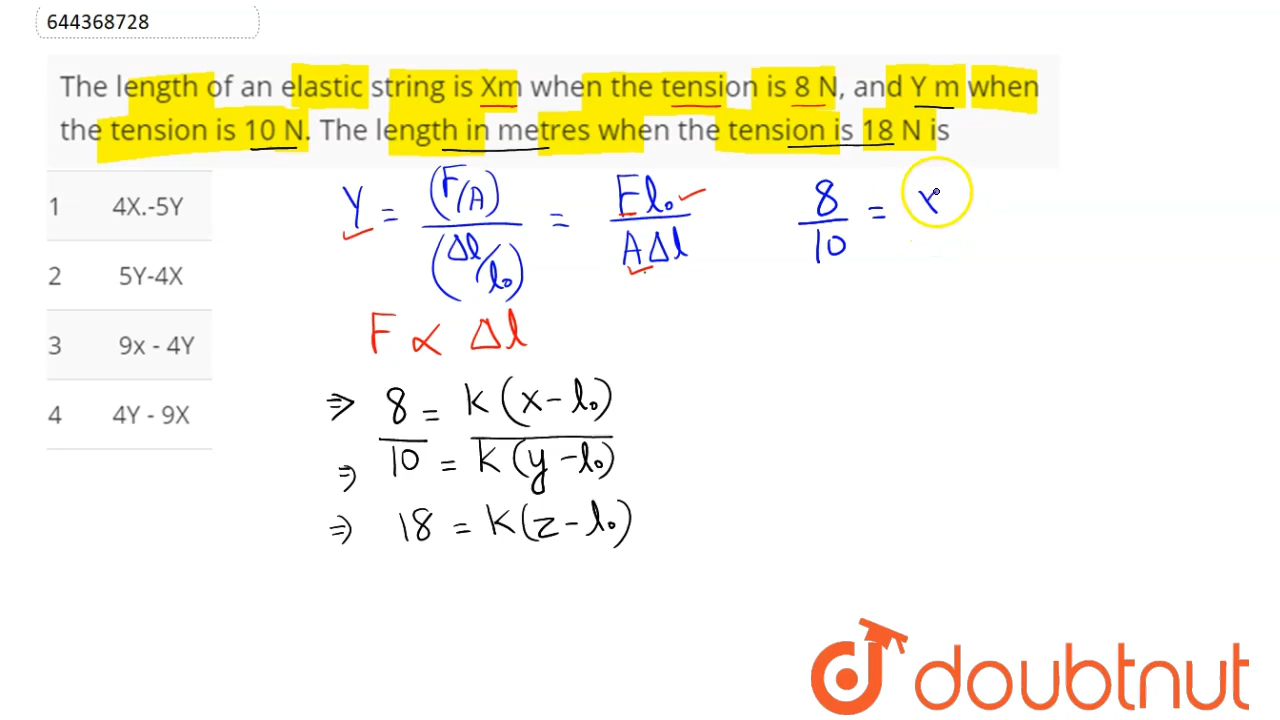 644368728
The length of an elastic string is Xm when the tension is 8 N, and Y m when
the tension is 10 N. The length in metres when the tension is 18 N is
1 4X.-5Y
2 5Y-4X
3 9x - 4Y
4 4Y - 9X
Y = (F/A) / (Δl/l₀) = F l₀ / A Δl
8/10 = x
F ∝ Δl
⇒ 8 = k(x - l₀)
⇒ 10 = k(y - l₀)
⇒ 18 = k(z - l₀)
doubtnut